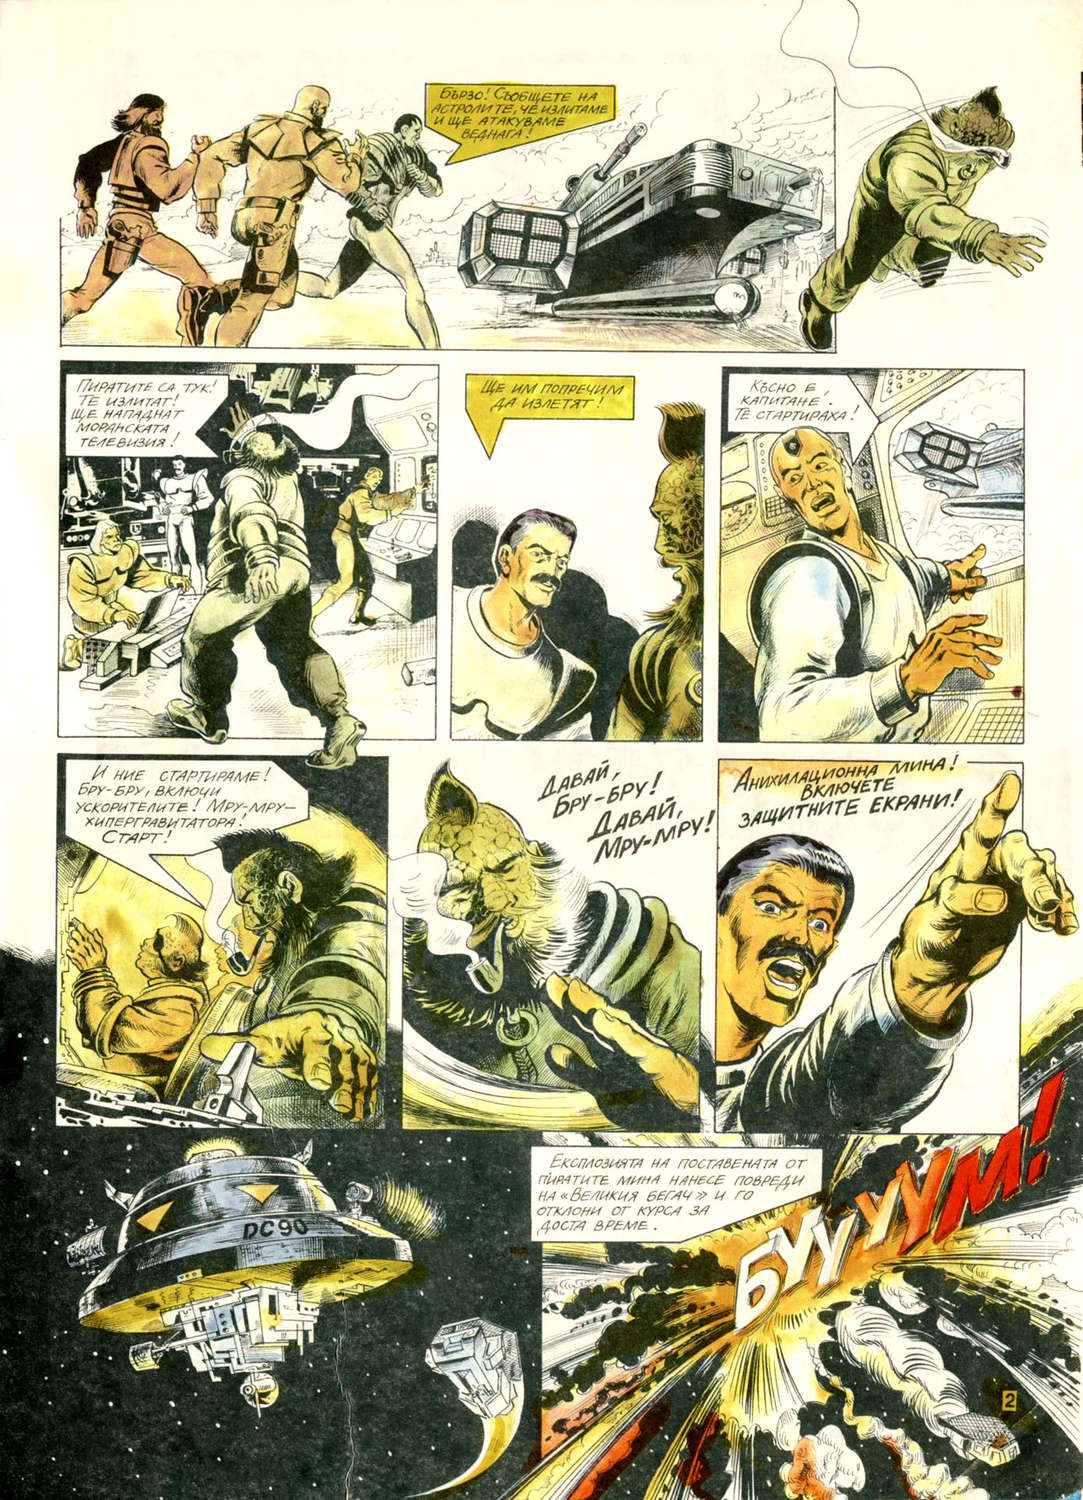 Бързо! Съобщете на
астролите, че излитаме
и ще атакуваме
веднага!
Пиратите са тук!
Те излитат!
Ще нападнат
Моранската
телевизия!
Ще им попречим
да излетят!
Късно е,
капитане.
Те стартираха!
И ние стартираме!
Бру-Бру, включи
ускорителите! Мру-Мру –
хипергравитатора!
Старт!
Давай,
Бру-Бру!
Давай,
Мру-Мру!
Анихилационна мина!
Включете
защитните екрани!
DC90
Експлозията на поставената от
пиратите мина нанесе повреди
на «Великия бегач» и го
отклони от курса за
доста време.
БУУУУУМ!
2